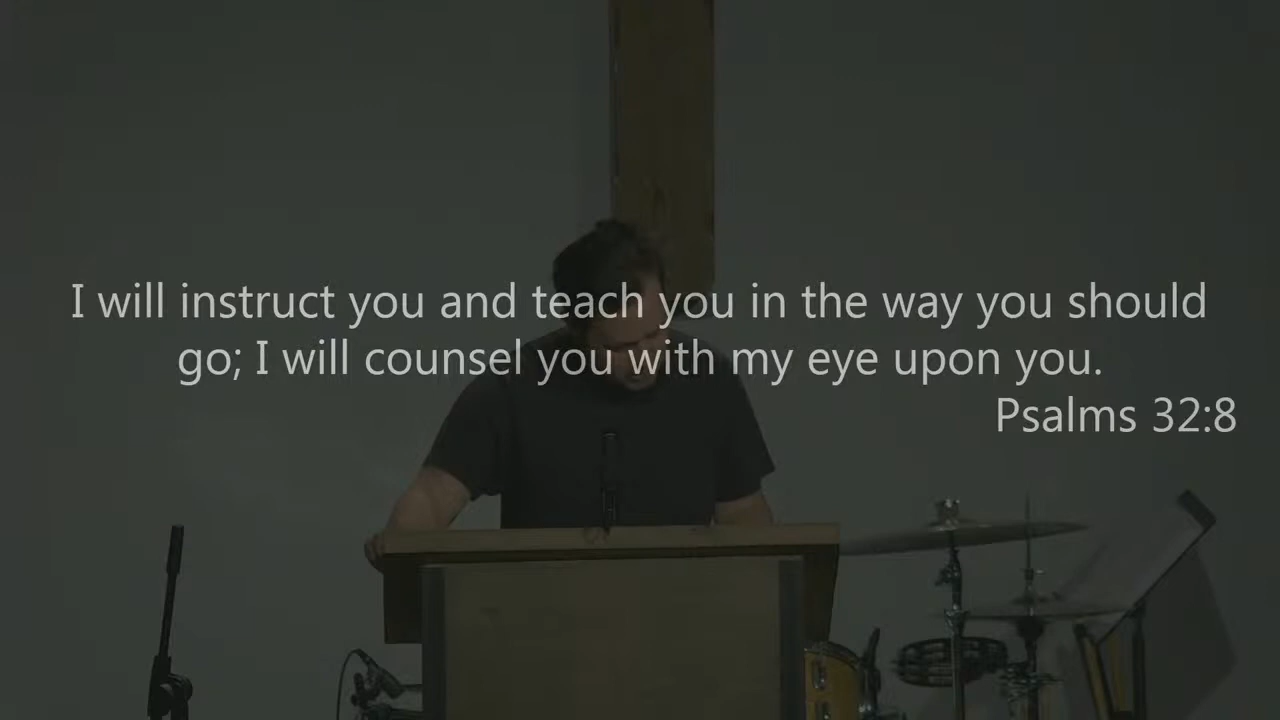 I will instruct you and teach you in the way you should
go; I will counsel you with my eye upon you.
Psalms 32:8